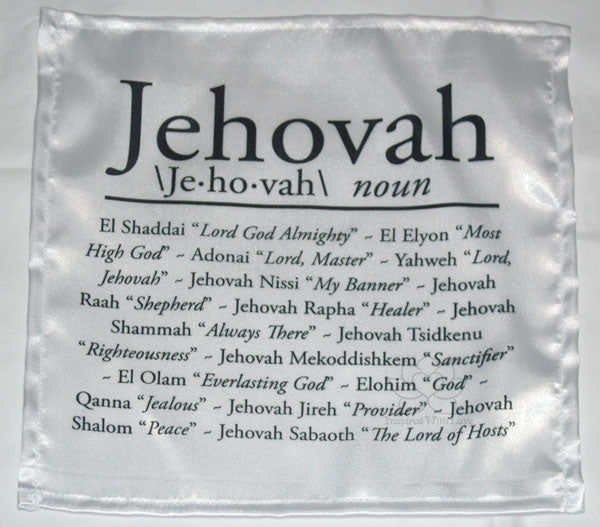 Jehovah
\Je·ho·vah\ noun
El Shaddai “Lord God Almighty” ~ El Elyon “Most
High God” ~ Adonai “Lord, Master” ~ Yahweh “Lord,
Jehovah” ~ Jehovah Nissi “My Banner” ~ Jehovah
Raah “Shepherd” ~ Jehovah Rapha “Healer” ~ Jehovah
Shammah “Always There” ~ Jehovah Tsidkenu
“Righteousness” ~ Jehovah Mekoddishkem “Sanctifier”
~ El Olam “Everlasting God” ~ Elohim “God” ~
Qanna “Jealous” ~ Jehovah Jireh “Provider” ~ Jehovah
Inspired With Love
Shalom “Peace” ~ Jehovah Sabaoth “The Lord of Hosts”